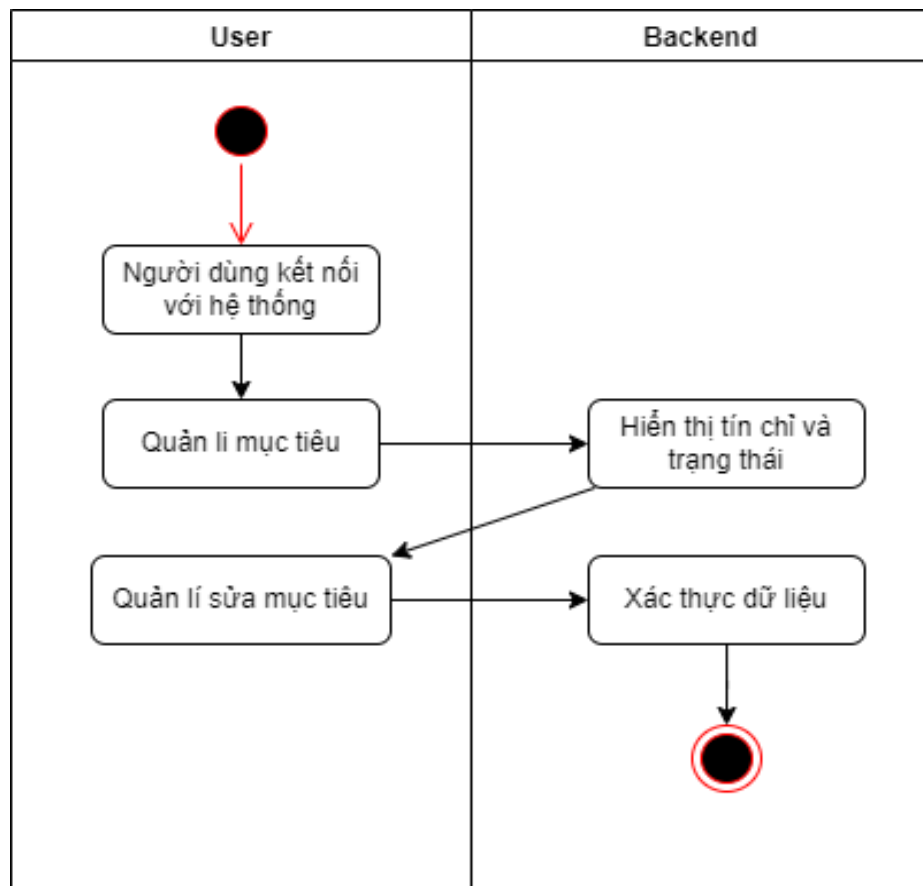 User
Backend
Người dùng kết nối
với hệ thống
Quản li mục tiêu
Hiển thị tín chỉ và
trạng thái
Quản lí sửa mục tiêu
Xác thực dữ liệu